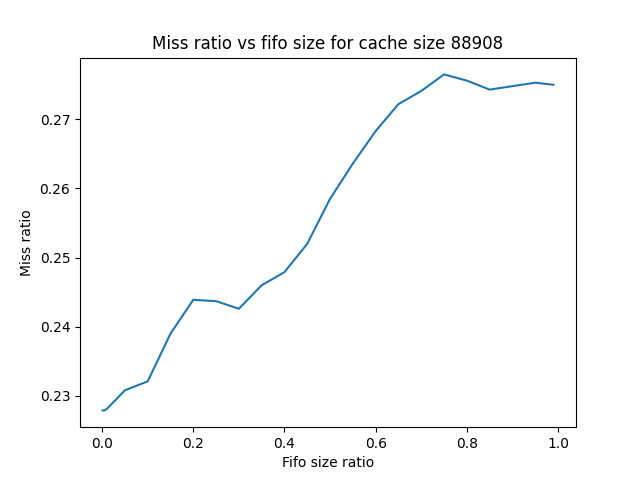 Miss ratio vs fifo size for cache size 88908
0.27
0.26
0.25
0.24
0.23
Miss ratio
0.0 0.2 0.4 0.6 0.8 1.0
Fifo size ratio